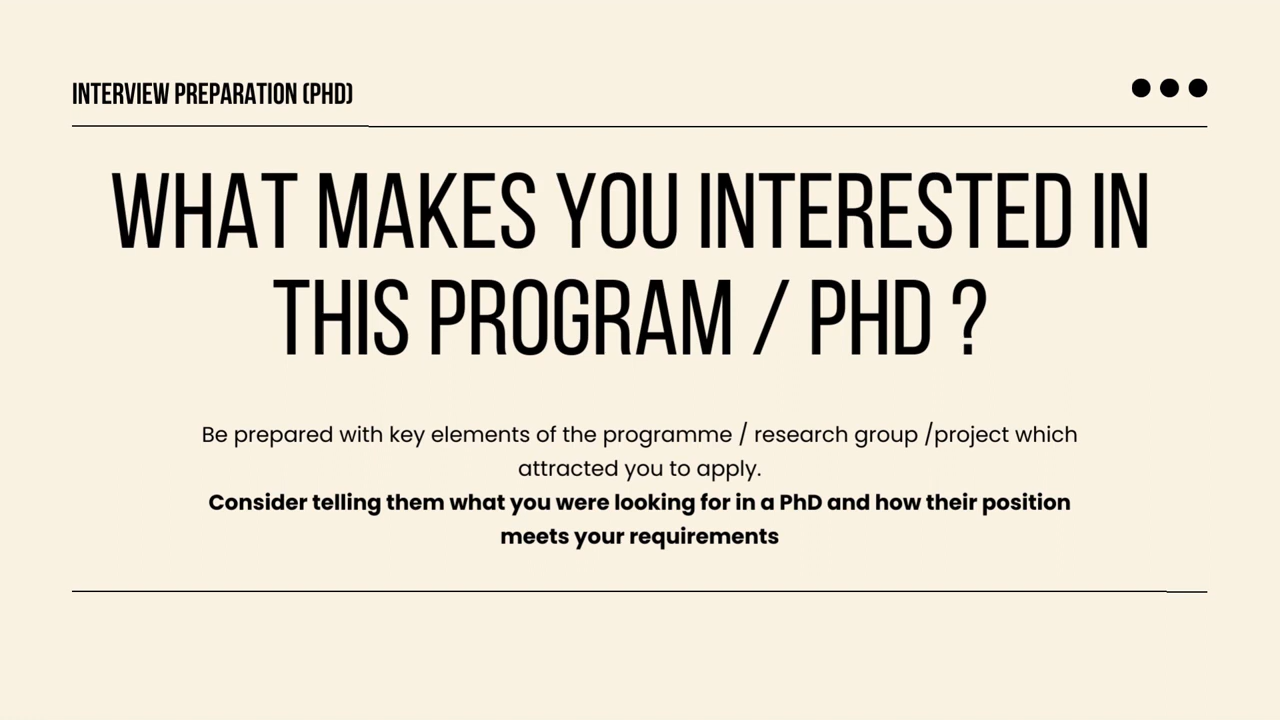 INTERVIEW PREPARATION (PHD)
WHAT MAKES YOU INTERESTED IN
THIS PROGRAM / PHD ?
Be prepared with key elements of the programme / research group /project which
attracted you to apply.
Consider telling them what you were looking for in a PhD and how their position
meets your requirements